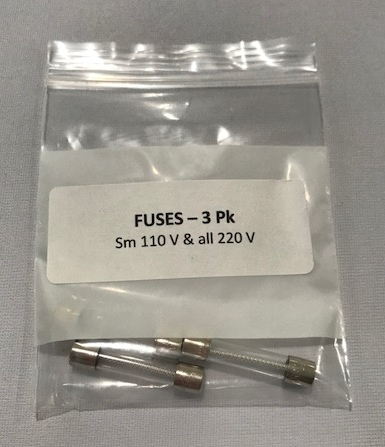 FUSES – 3 Pk
Sm 110 V & all 220 V